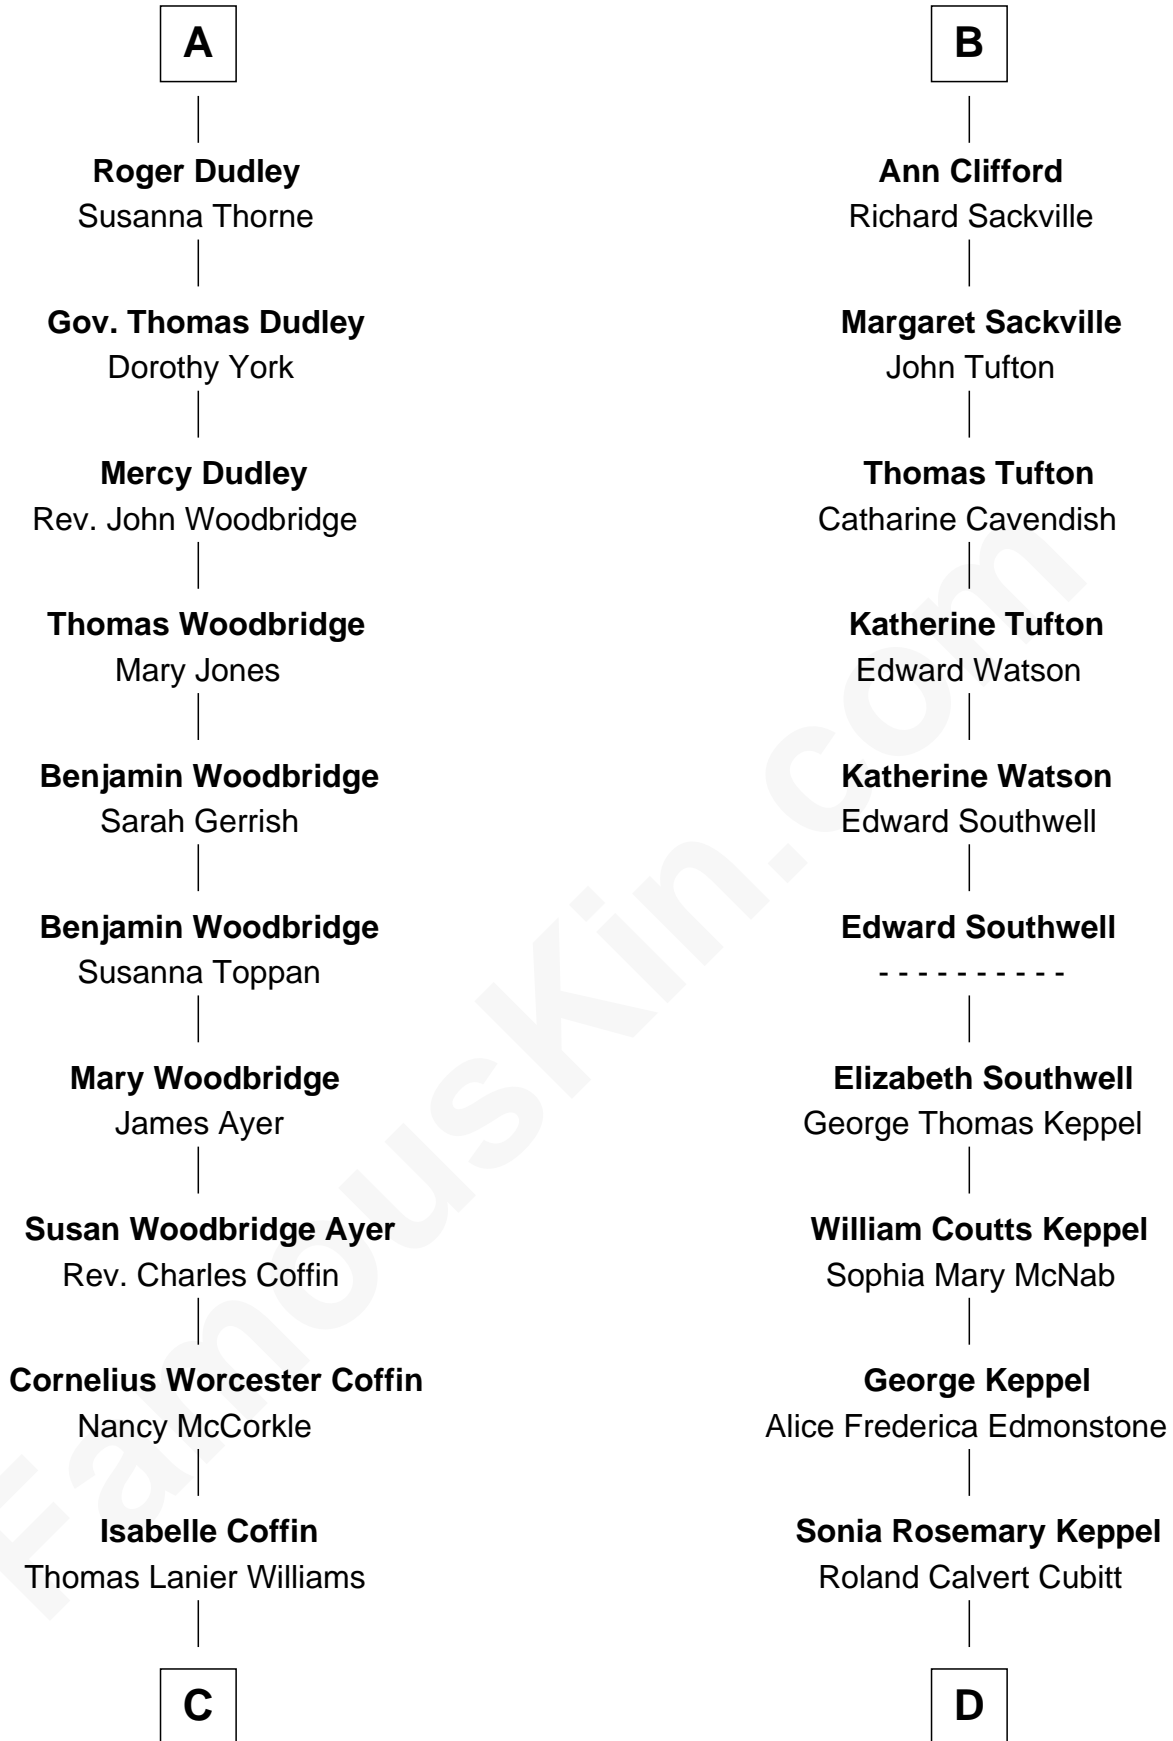 A
Roger Dudley
Susanna Thorne
Gov. Thomas Dudley
Dorothy York
Mercy Dudley
Rev. John Woodbridge
Thomas Woodbridge
Mary Jones
Benjamin Woodbridge
Sarah Gerrish
Benjamin Woodbridge
Susanna Toppan
Mary Woodbridge
James Ayer
Susan Woodbridge Ayer
Rev. Charles Coffin
Cornelius Worcester Coffin
Nancy McCorkle
Isabelle Coffin
Thomas Lanier Williams
C
B
Ann Clifford
Richard Sackville
Margaret Sackville
John Tufton
Thomas Tufton
Catharine Cavendish
Katherine Tufton
Edward Watson
Katherine Watson
Edward Southwell
Edward Southwell
- - - - - - - - - -
Elizabeth Southwell
George Thomas Keppel
William Coutts Keppel
Sophia Mary McNab
George Keppel
Alice Frederica Edmonstone
Sonia Rosemary Keppel
Roland Calvert Cubitt
D
FamousKin.com